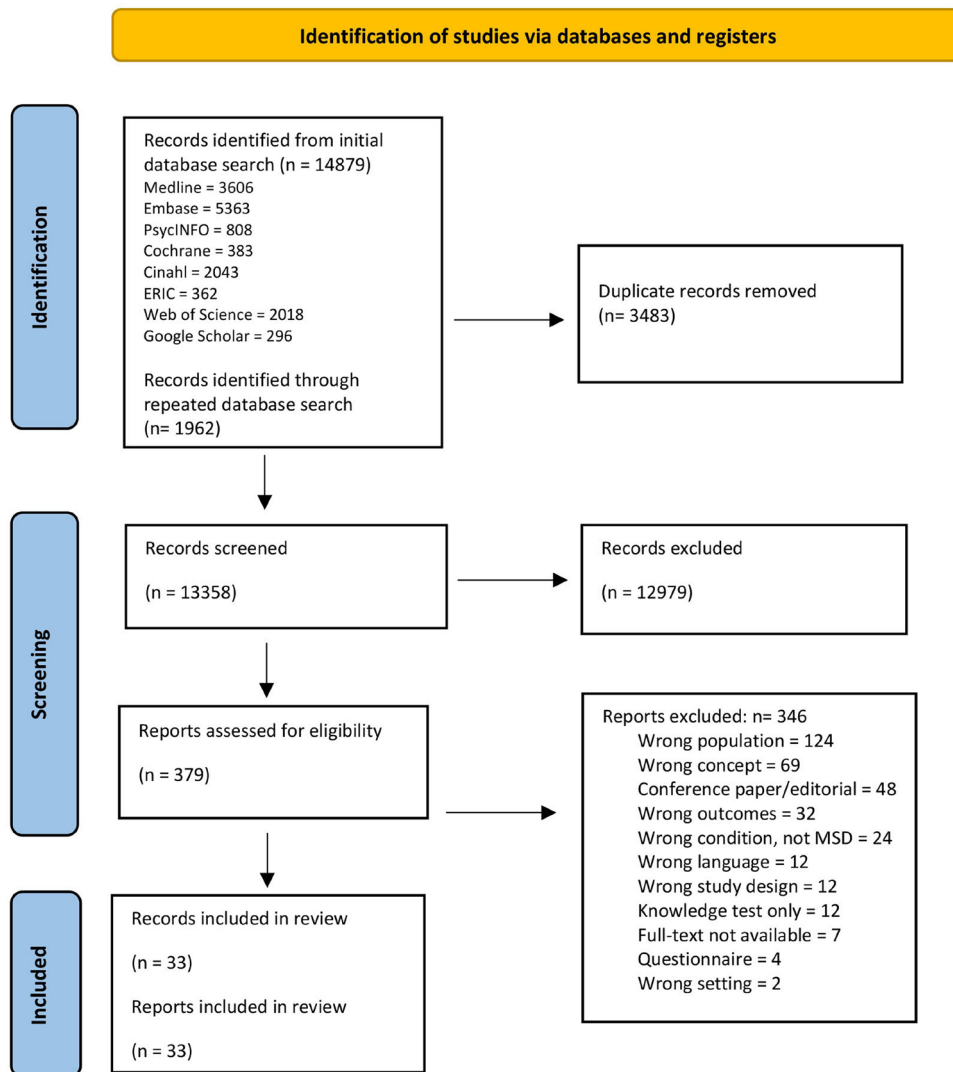 Identification of studies via databases and registers
Identification
Records identified from initial
database search (n = 14879)
Medline = 3606
Embase = 5363
PsycINFO = 808
Cochrane = 383
Cinahl = 2043
ERIC = 362
Web of Science = 2018
Google Scholar = 296
Records identified through
repeated database search
(n= 1962)
Duplicate records removed
(n= 3483)
Screening
Records screened
(n = 13358)
Records excluded
(n = 12979)
Reports assessed for eligibility
(n = 379)
Reports excluded: n= 346
Wrong population = 124
Wrong concept = 69
Conference paper/editorial = 48
Wrong outcomes = 32
Wrong condition, not MSD = 24
Wrong language = 12
Wrong study design = 12
Knowledge test only = 12
Full-text not available = 7
Questionnaire = 4
Wrong setting = 2
Included
Records included in review
(n = 33)
Reports included in review
(n = 33)